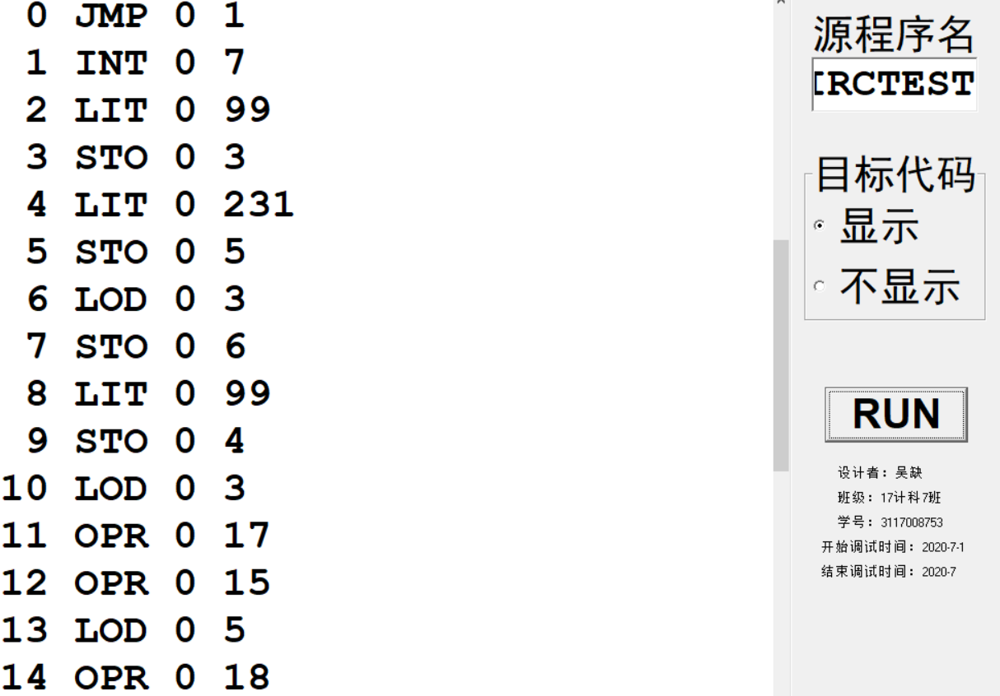 0 JMP 0 1
1 INT 0 7
2 LIT 0 99
3 STO 0 3
4 LIT 0 231
5 STO 0 5
6 LOD 0 3
7 STO 0 6
8 LIT 0 99
9 STO 0 4
10 LOD 0 3
11 OPR 0 17
12 OPR 0 15
13 LOD 0 5
14 OPR 0 18
源程序名
IRCTEST
目标代码
显示
不显示
RUN
设计者：吴缺
班级：17计科7班
学号：3117008753
开始调试时间：2020-7-1
结束调试时间：2020-7